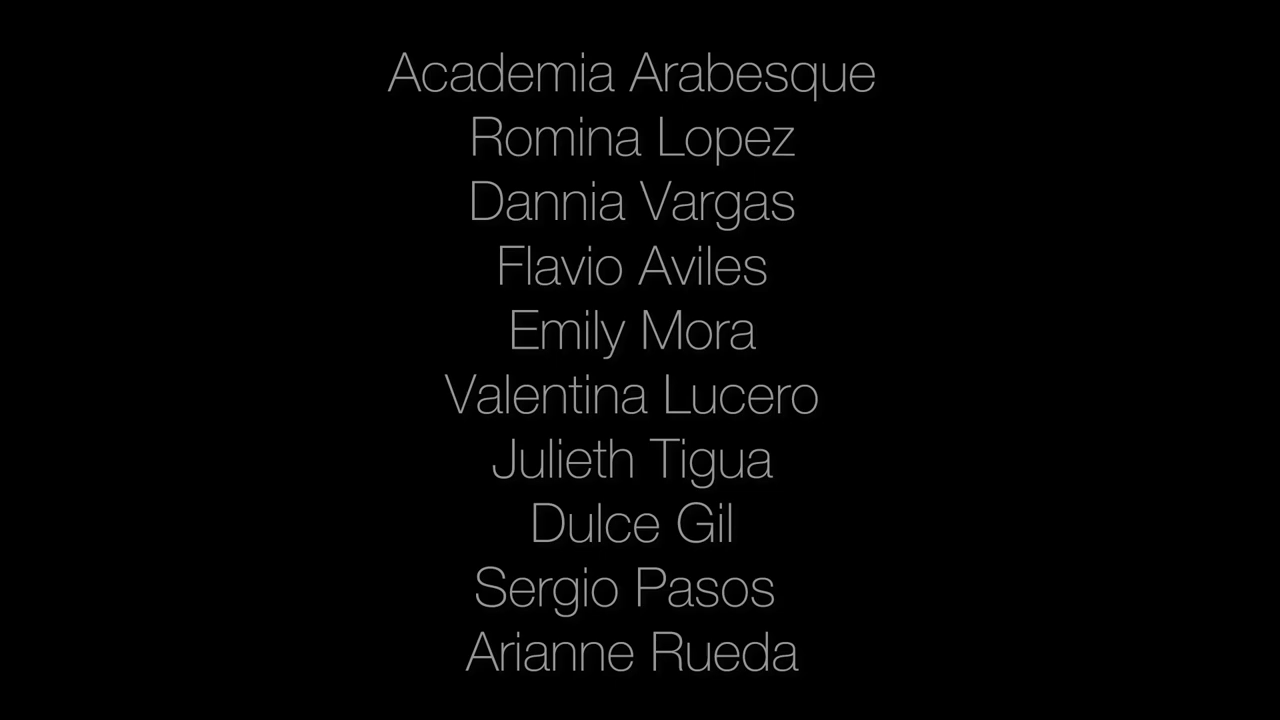 Academia Arabesque
Romina Lopez
Dannia Vargas
Flavio Aviles
Emily Mora
Valentina Lucero
Julieth Tigua
Dulce Gil
Sergio Pasos
Arianne Rueda